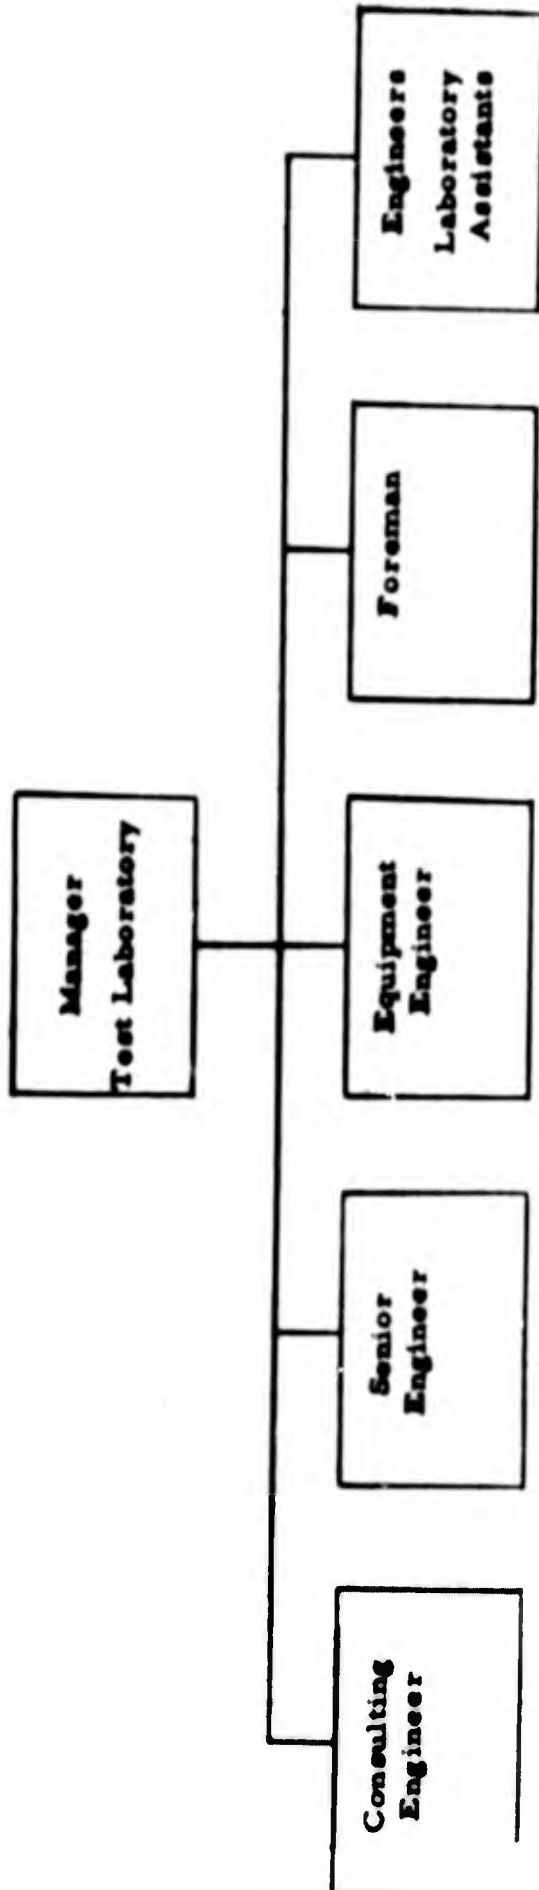 Manager
Test Laboratory
Consulting
Engineer
Senior
Engineer
Equipment
Engineer
Foreman
Engineers
Laboratory
Assistants